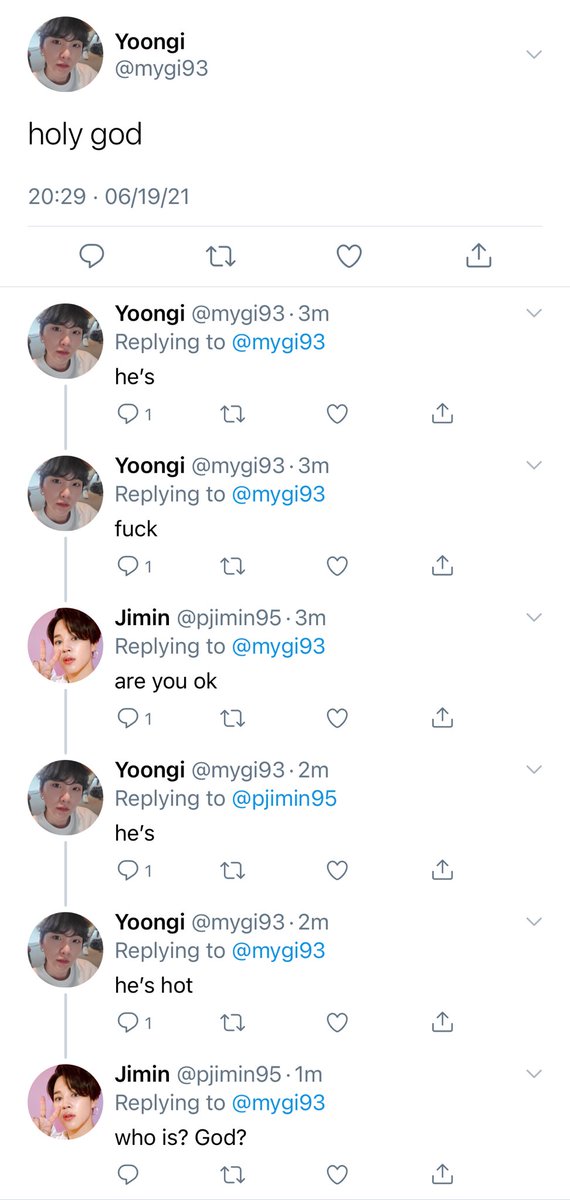 Yoongi
@mygi93
holy god
20:29 · 06/19/21
Yoongi @mygi93 · 3m
Replying to @mygi93
he's
1
Yoongi @mygi93 · 3m
Replying to @mygi93
fuck
1
Jimin @pjimin95 · 3m
Replying to @mygi93
are you ok
1
Yoongi @mygi93 · 2m
Replying to @pjimin95
he's
1
Yoongi @mygi93 · 2m
Replying to @mygi93
he's hot
1
Jimin @pjimin95 · 1m
Replying to @mygi93
who is? God?